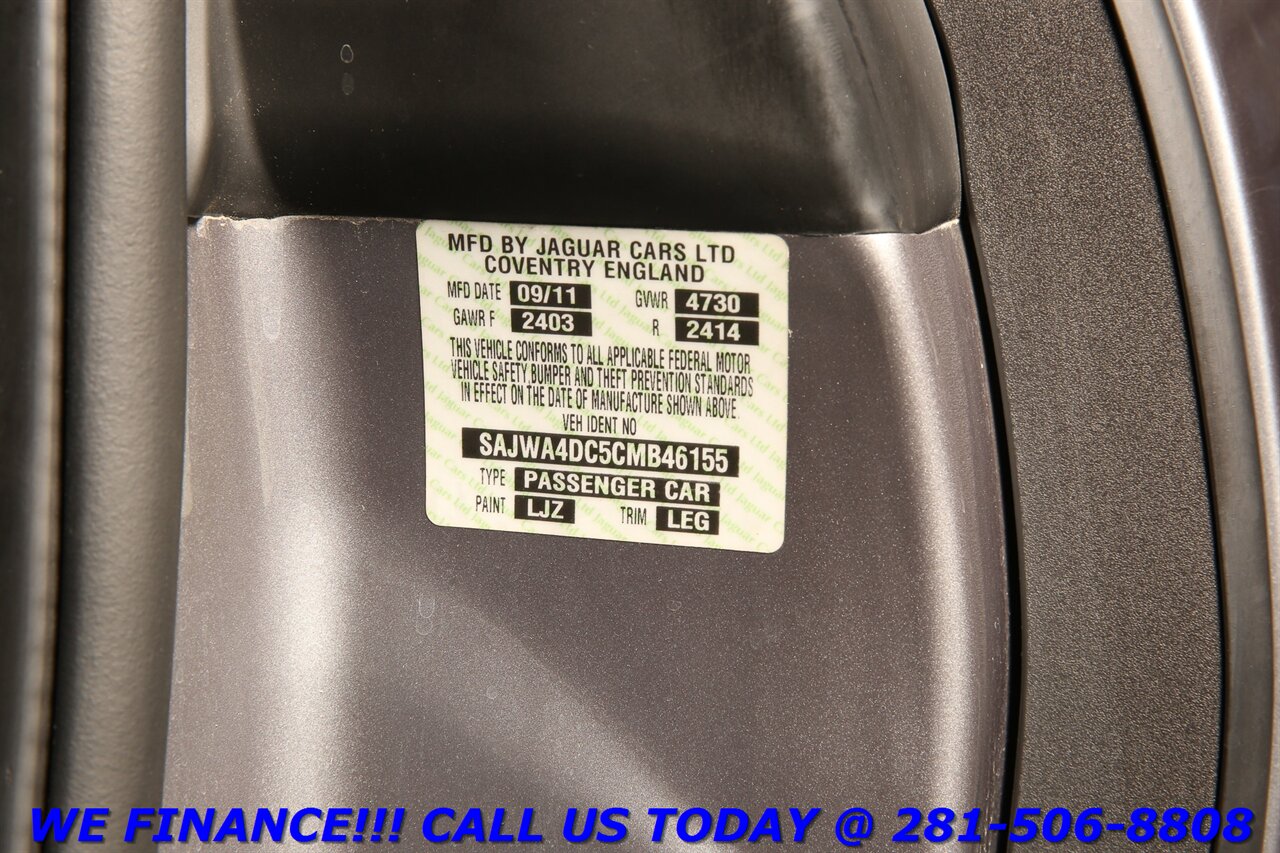 MFD BY JAGUAR CARS LTD
COVENTRY ENGLAND
MFD DATE 09/11 GVWR 4730
GAWR F 2403 R 2414
THIS VEHICLE CONFORMS TO ALL APPLICABLE FEDERAL MOTOR
VEHICLE SAFETY, BUMPER AND THEFT PREVENTION STANDARDS
IN EFFECT ON THE DATE OF MANUFACTURE SHOWN ABOVE.
VEH IDENT NO
SAJWA4DC5CMB46155
TYPE PASSENGER CAR
PAINT LJZ TRIM LEG
WE FINANCE!!! CALL US TODAY @ 281-506-8808